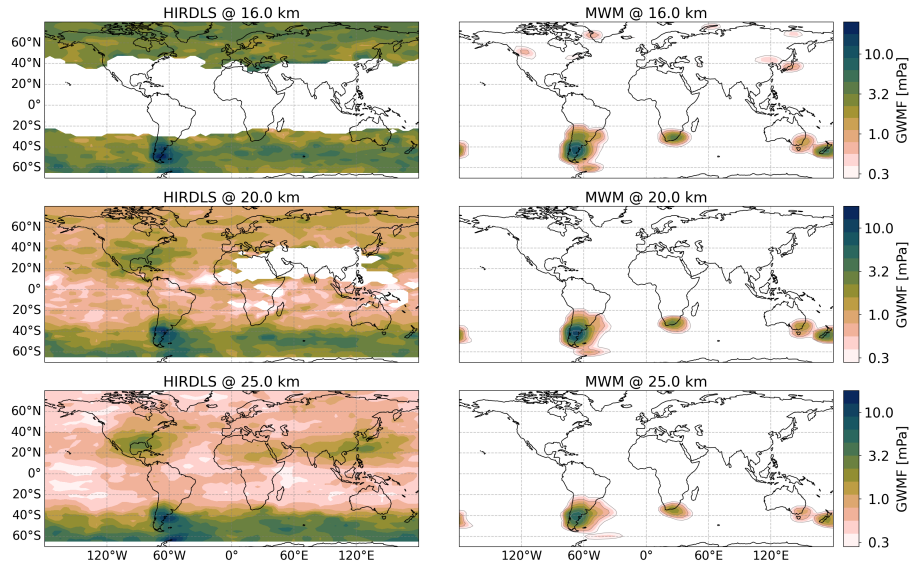 HIRDLS @ 16.0 km
MWM @ 16.0 km
60°N
40°N
20°N
0°
20°S
40°S
60°S
10.0
3.2
1.0
0.3
GWMF [mPa]
HIRDLS @ 20.0 km
MWM @ 20.0 km
60°N
40°N
20°N
0°
20°S
40°S
60°S
10.0
3.2
1.0
0.3
GWMF [mPa]
HIRDLS @ 25.0 km
MWM @ 25.0 km
60°N
40°N
20°N
0°
20°S
40°S
60°S
10.0
3.2
1.0
0.3
GWMF [mPa]
120°W 60°W 0° 60°E 120°E
120°W 60°W 0° 60°E 120°E